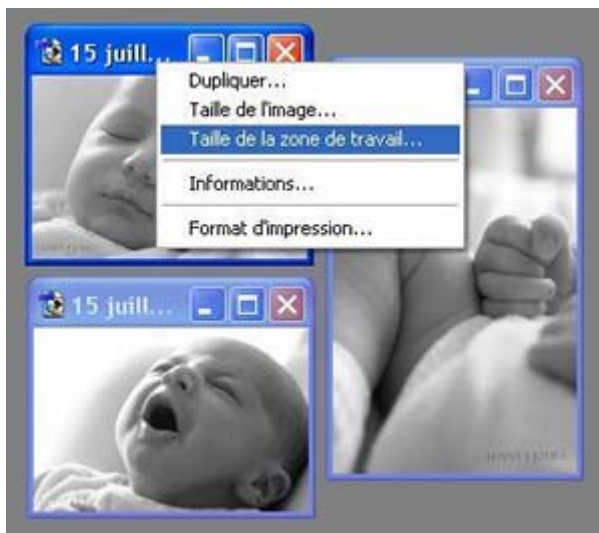 15 juill...
Dupliquer...
Taille de l'image...
Taille de la zone de travail...
Informations...
Format d'impression...
15 juill...